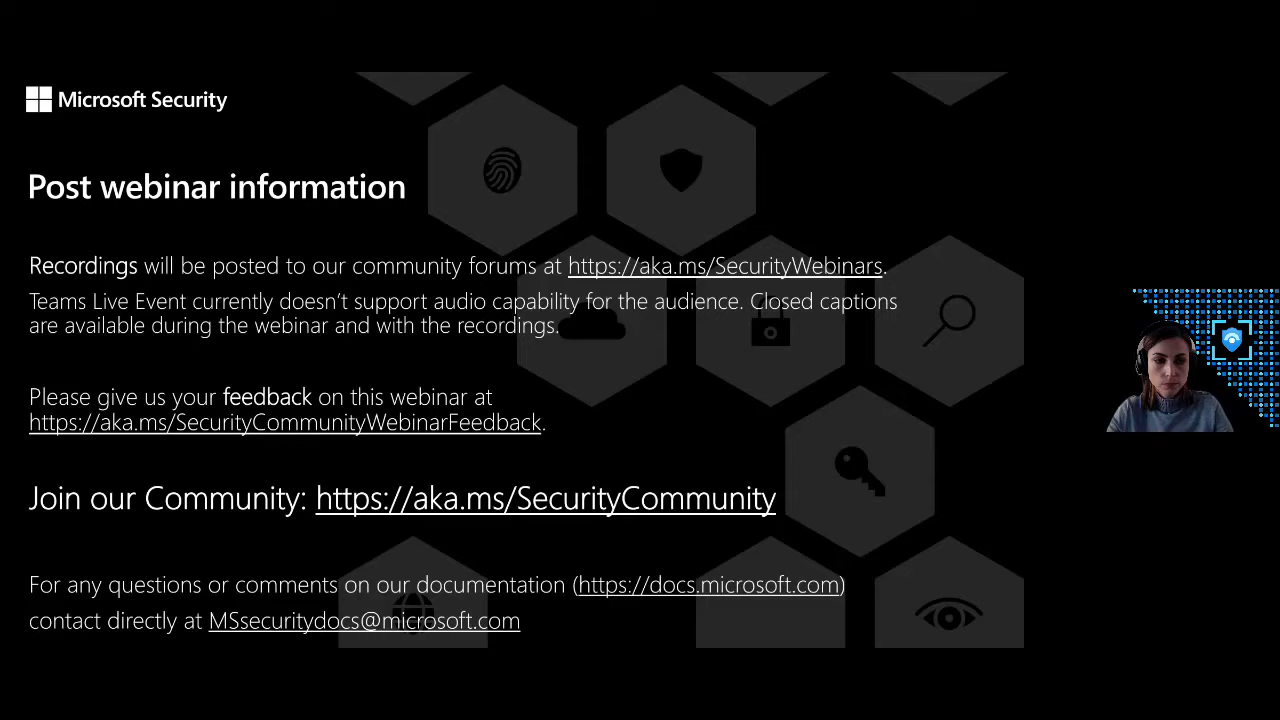 Microsoft Security
Post webinar information
Recordings will be posted to our community forums at https://aka.ms/SecurityWebinars.
Teams Live Event currently doesn't support audio capability for the audience. Closed captions
are available during the webinar and with the recordings.
Please give us your feedback on this webinar at
https://aka.ms/SecurityCommunityWebinarFeedback.
Join our Community: https://aka.ms/SecurityCommunity
For any questions or comments on our documentation (https://docs.microsoft.com)
contact directly at MSsecuritydocs@microsoft.com